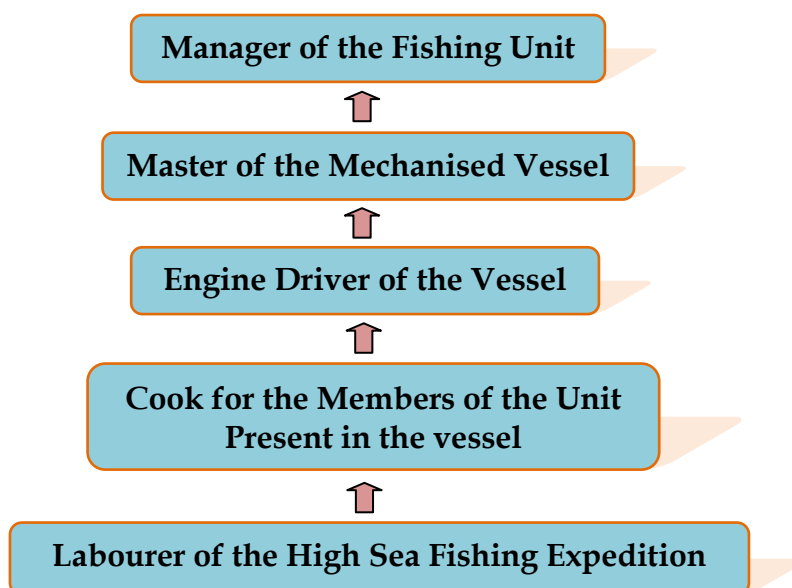 Manager of the Fishing Unit
Master of the Mechanised Vessel
Engine Driver of the Vessel
Cook for the Members of the Unit
Present in the vessel
Labourer of the High Sea Fishing Expedition